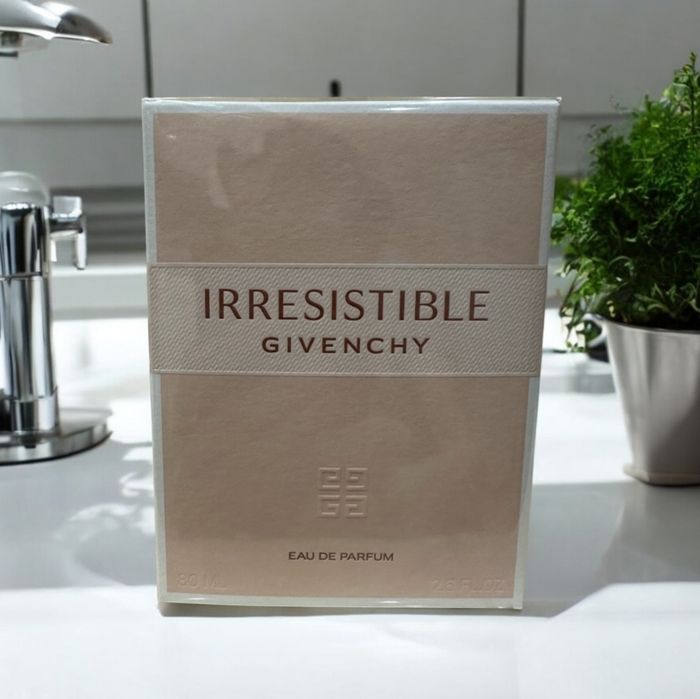 IRRESISTIBLE
GIVENCHY
EAU DE PARFUM
80 ML 2.6 FL.OZ